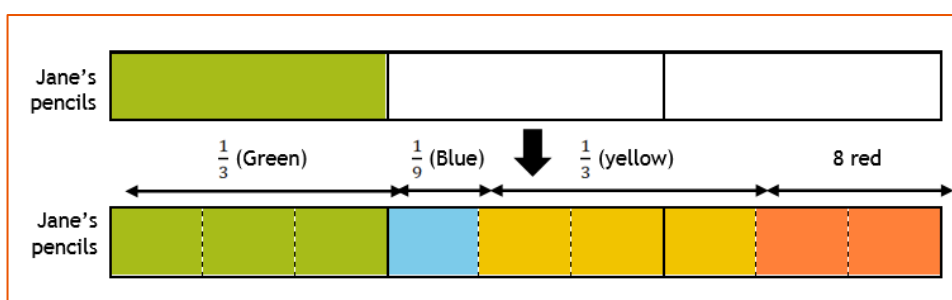 Jane's
pencils
1/3 (Green) 1/9 (Blue) 1/3 (yellow) 8 red
Jane's
pencils